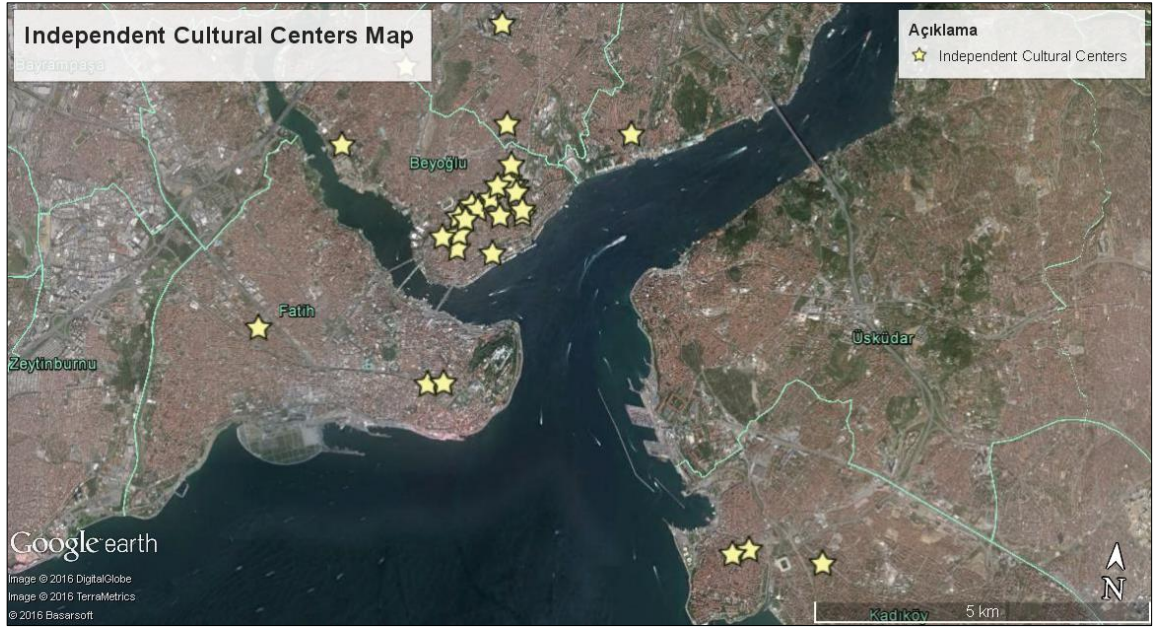 Independent Cultural Centers Map
Açıklama
Independent Cultural Centers
Bayrampaşa
Beyoğlu
Fatih
Zeytinburnu
Üsküdar
Google earth
Image © 2016 DigitalGlobe
Image © 2016 TerraMetrics
© 2016 Basarsoft
N
5 km
Kadıköy